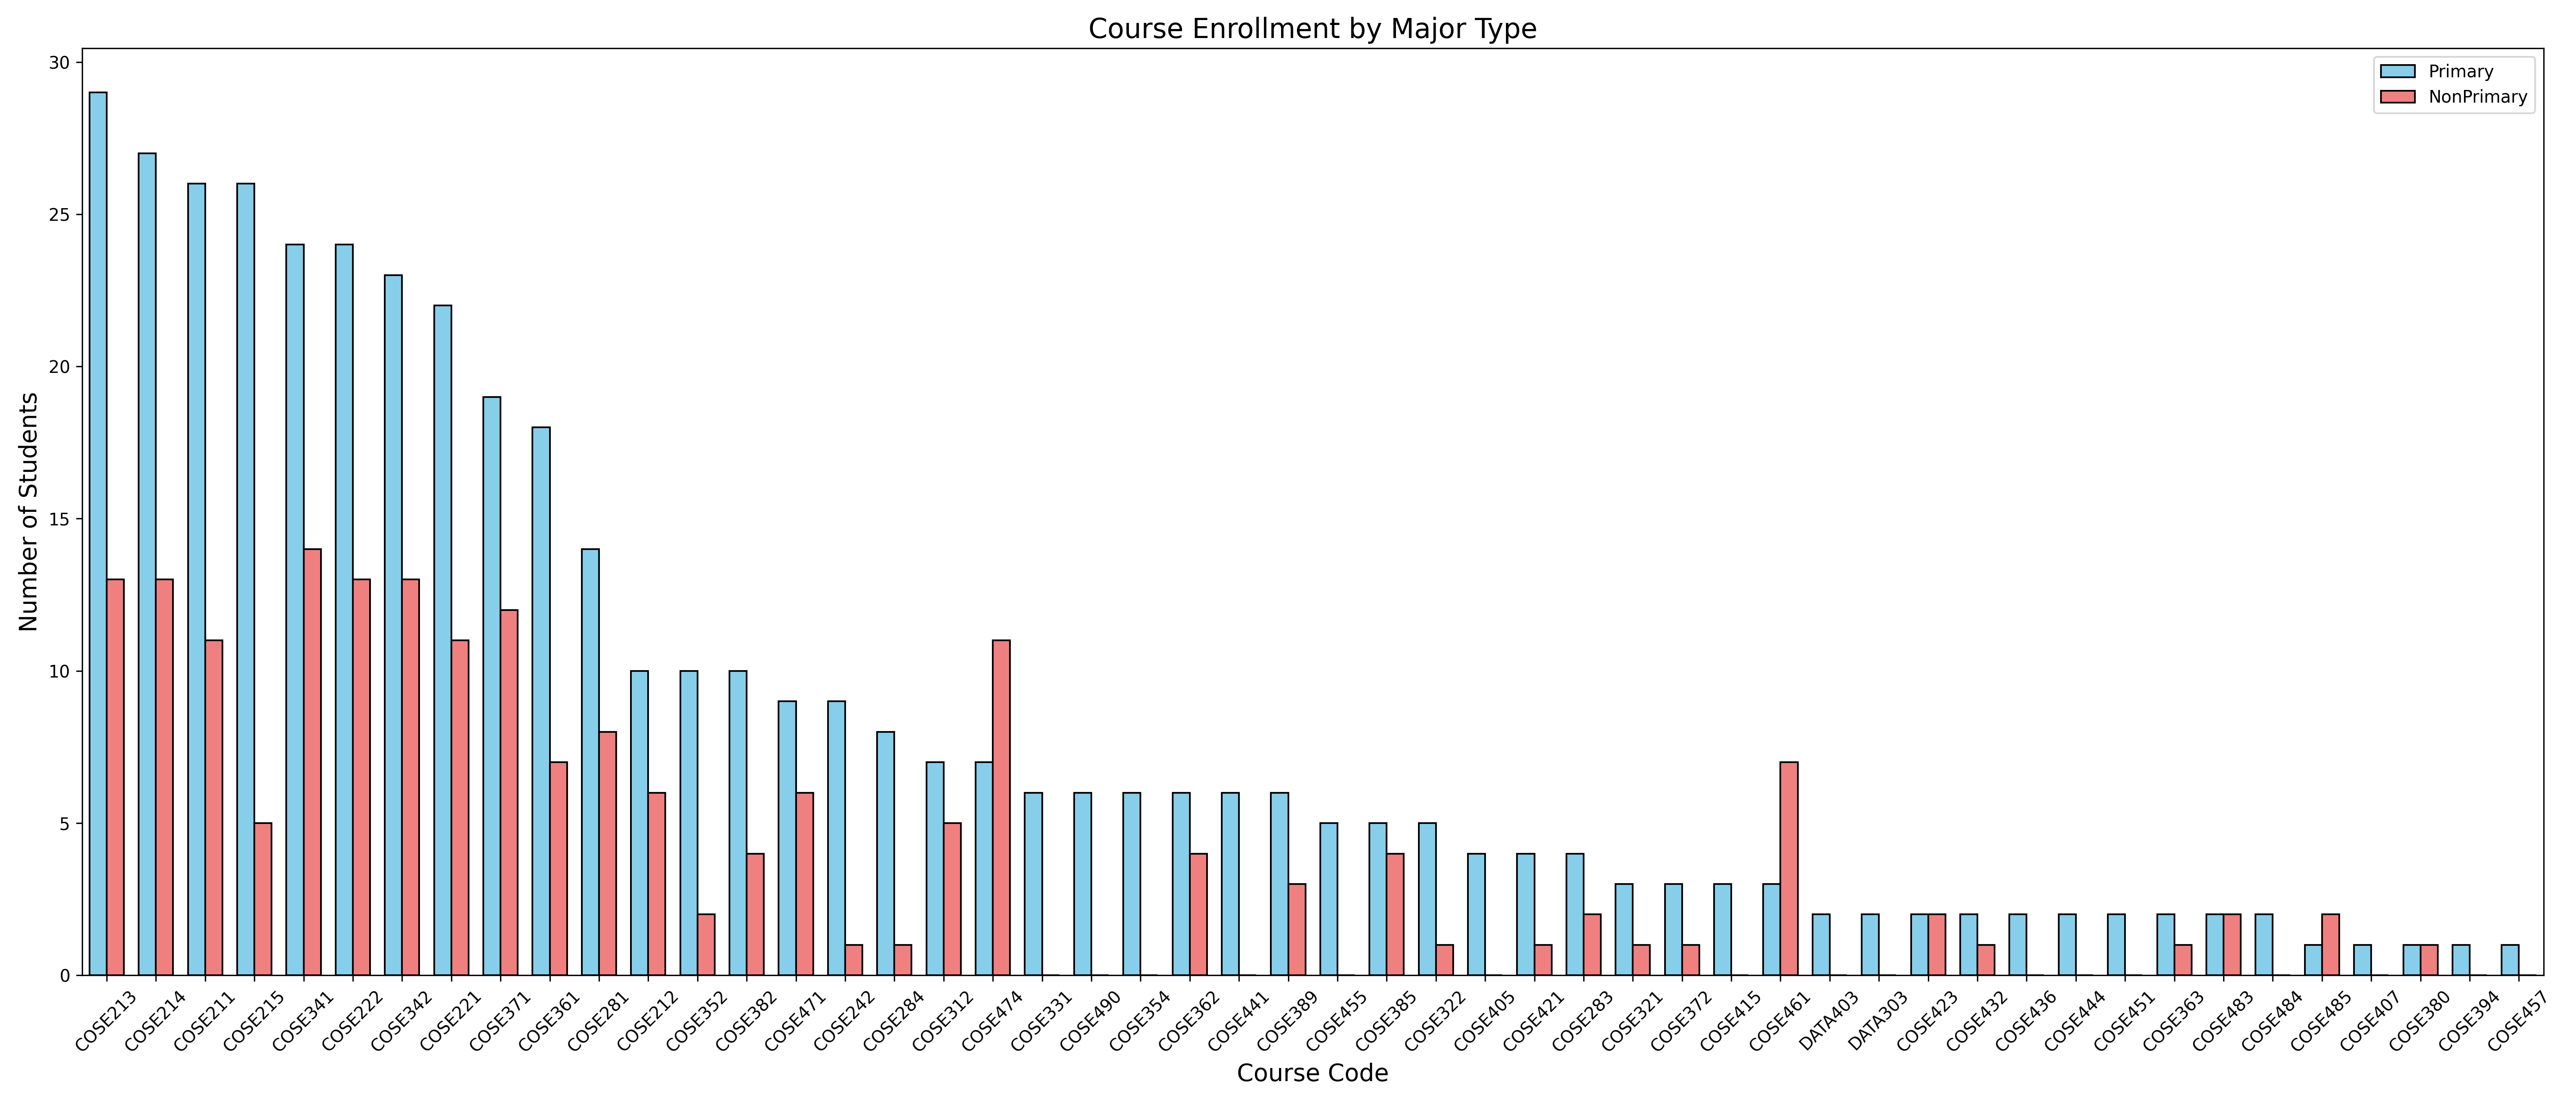 Course Enrollment by Major Type
Primary
NonPrimary
Number of Students
30
25
20
15
10
5
0
COSE213
COSE214
COSE211
COSE215
COSE341
COSE222
COSE342
COSE221
COSE371
COSE361
COSE281
COSE212
COSE352
COSE382
COSE471
COSE242
COSE284
COSE312
COSE474
COSE331
COSE490
COSE354
COSE362
COSE441
COSE389
COSE455
COSE385
COSE322
COSE405
COSE421
COSE283
COSE321
COSE372
COSE415
COSE461
DATA403
DATA303
COSE423
COSE432
COSE436
COSE444
COSE451
COSE363
COSE483
COSE484
COSE485
COSE407
COSE380
COSE394
COSE457
Course Code